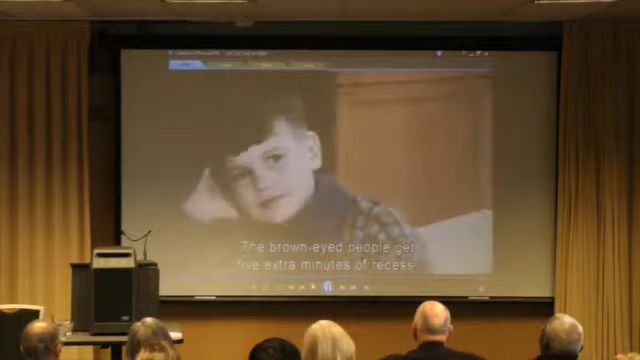 The brown-eyed people get
five extra minutes of recess